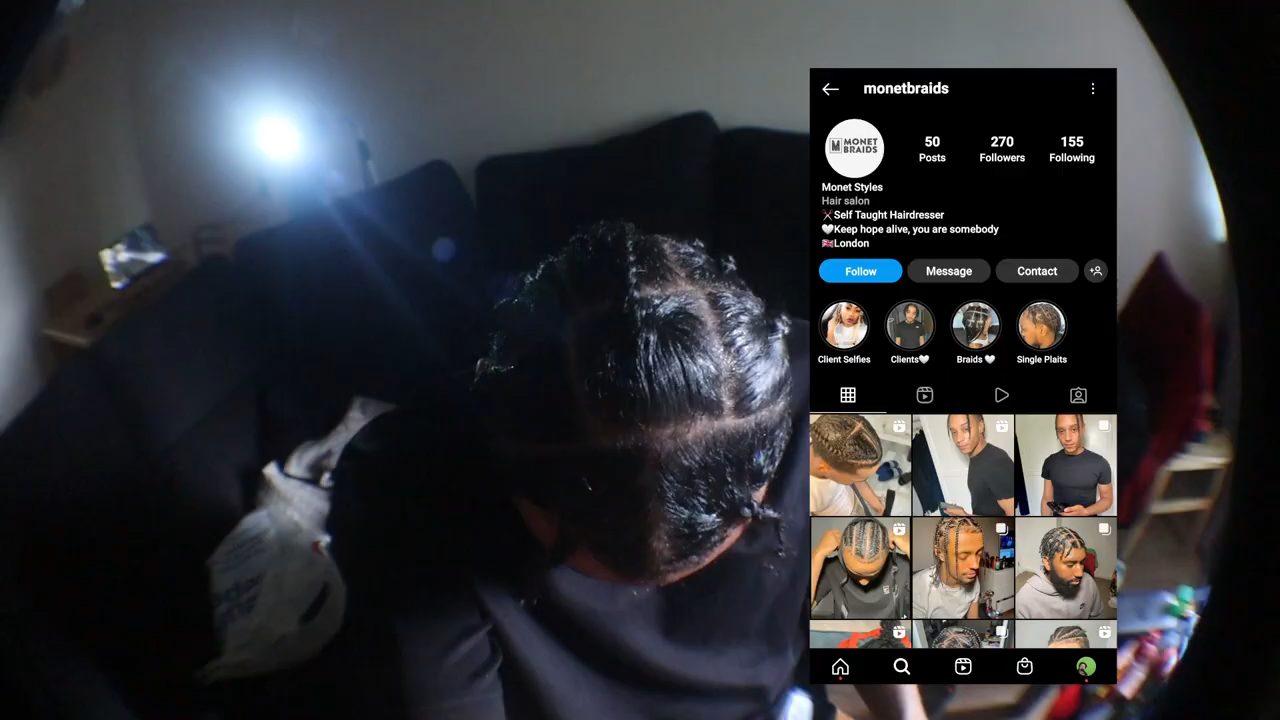 monetbraids
MONET
BRAIDS
50
Posts
270
Followers
155
Following
Monet Styles
Hair salon
Self Taught Hairdresser
🤍Keep hope alive, you are somebody
🇬🇧London
Follow
Message
Contact
Client Selfies
Clients🤍
Braids 🤍
Single Plaits